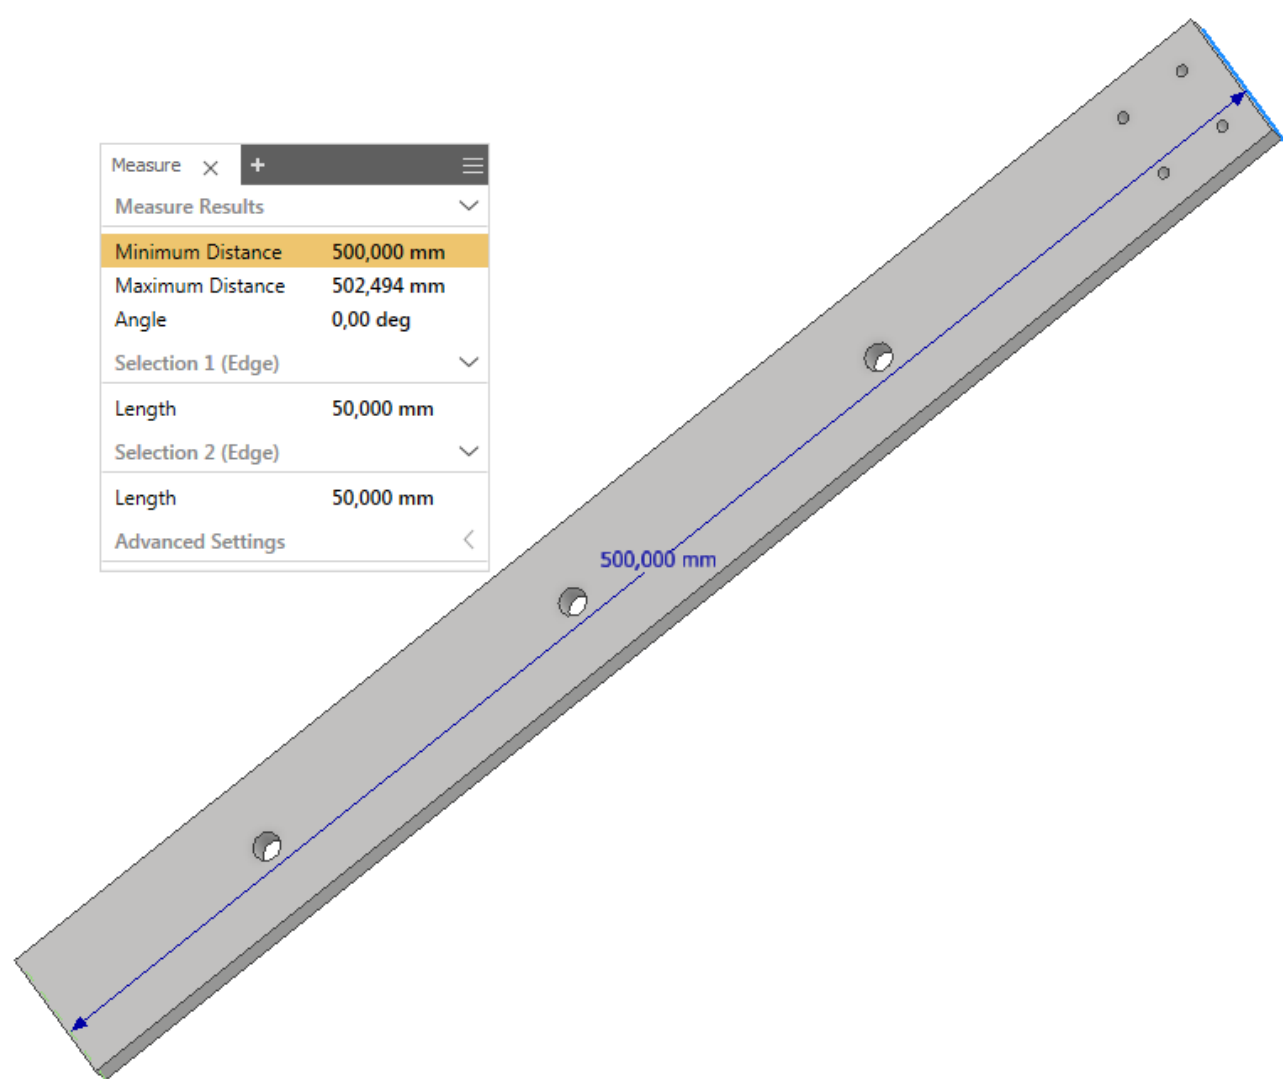 Measure
Measure Results
Minimum Distance 500,000 mm
Maximum Distance 502,494 mm
Angle 0,00 deg
Selection 1 (Edge)
Length 50,000 mm
Selection 2 (Edge)
Length 50,000 mm
Advanced Settings
500,000 mm